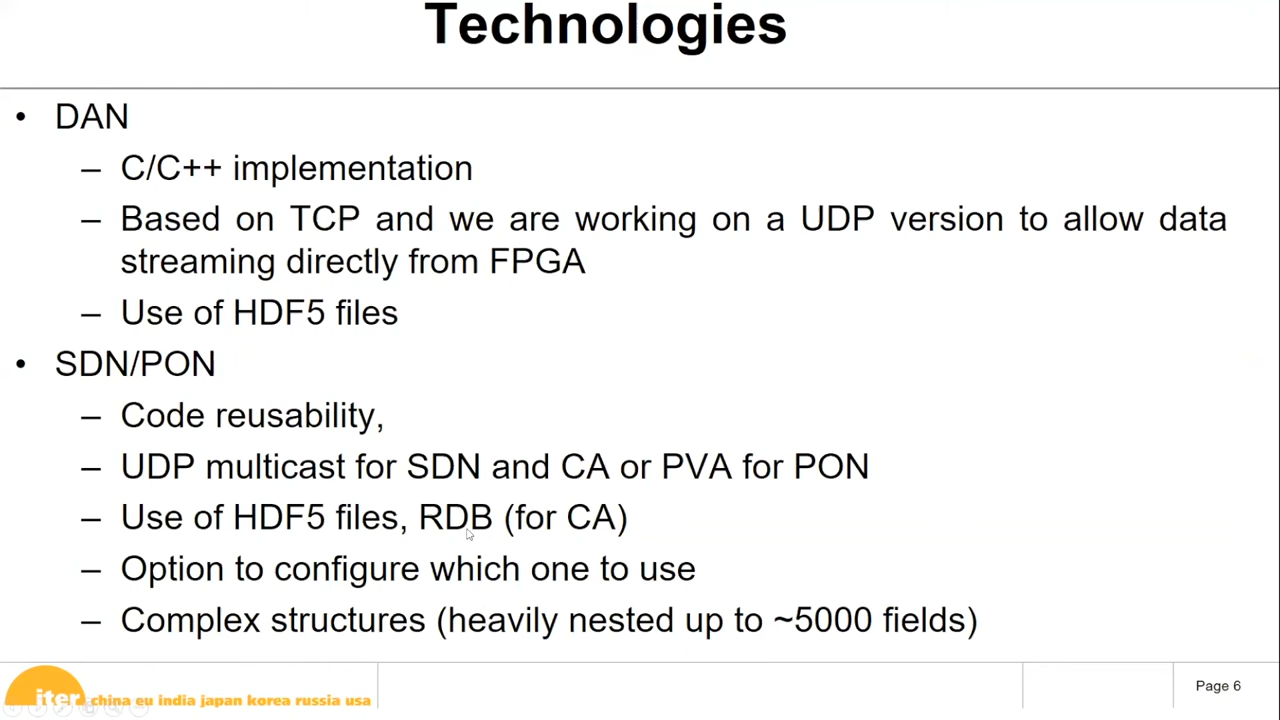 Technologies
• DAN
– C/C++ implementation
– Based on TCP and we are working on a UDP version to allow data
streaming directly from FPGA
– Use of HDF5 files
• SDN/PON
– Code reusability,
– UDP multicast for SDN and CA or PVA for PON
– Use of HDF5 files, RDB (for CA)
– Option to configure which one to use
– Complex structures (heavily nested up to ~5000 fields)
iter china eu india japan korea russia usa
Page 6